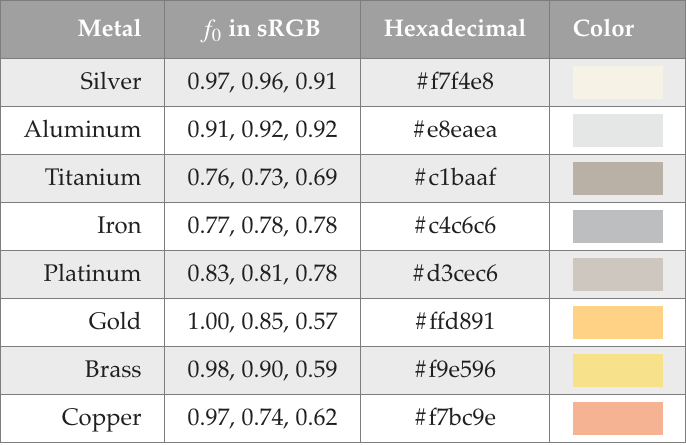 Metal f₀ in sRGB Hexadecimal Color
Silver 0.97, 0.96, 0.91 #f7f4e8
Aluminum 0.91, 0.92, 0.92 #e8eaea
Titanium 0.76, 0.73, 0.69 #c1baaf
Iron 0.77, 0.78, 0.78 #c4c6c6
Platinum 0.83, 0.81, 0.78 #d3cec6
Gold 1.00, 0.85, 0.57 #ffd891
Brass 0.98, 0.90, 0.59 #f9e596
Copper 0.97, 0.74, 0.62 #f7bc9e